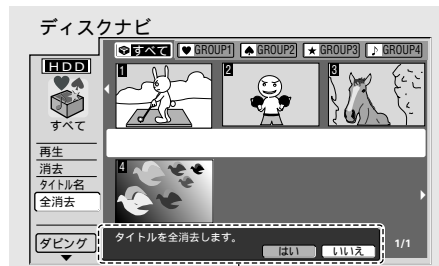 ディスクナビ
すべて GROUP1 GROUP2 GROUP3 GROUP4
HDD
すべて
1 2 3
再生
消去
タイトル名
全消去
4
ダビング
タイトルを全消去します。
はい いいえ
1/1